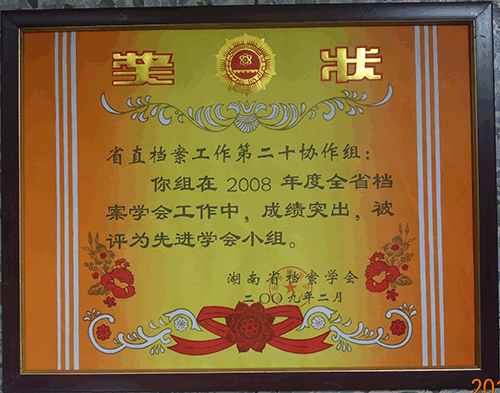 奖 状
省直档案工作第二十协作组：
你组在 2008 年度全省档
案学会工作中，成绩突出，被
评为先进学会小组。
湖南省档案学会
二〇〇九年二月